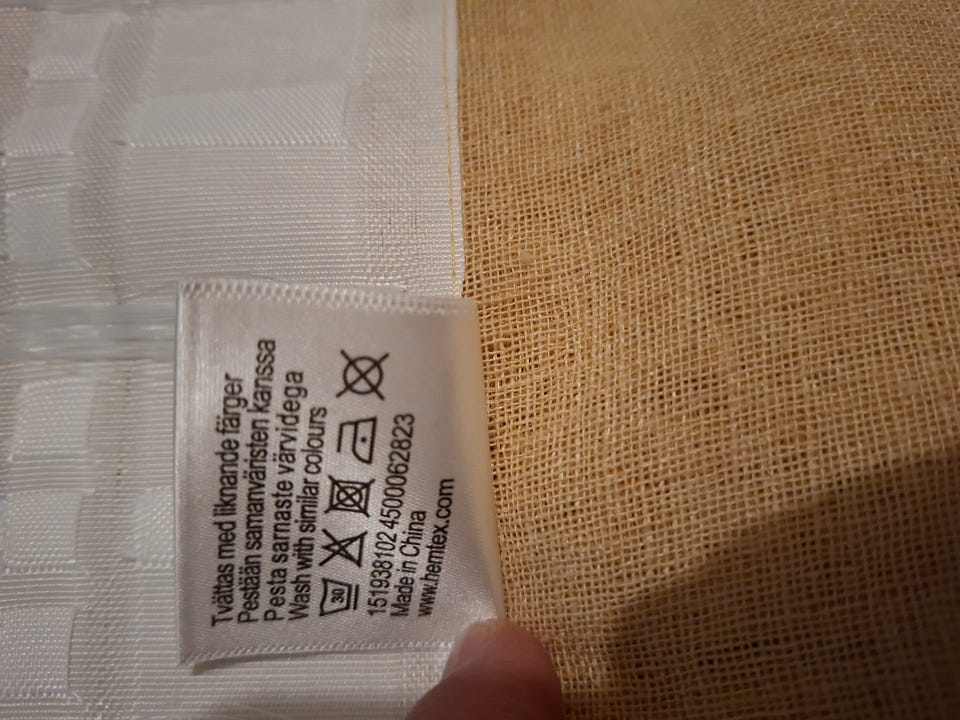 Tvättas med liknande färger
Pestään samanväristen kanssa
Pesta sarnaste värvidega
Wash with similar colours
30
151938102 4500062823
Made in China
www.hemtex.com